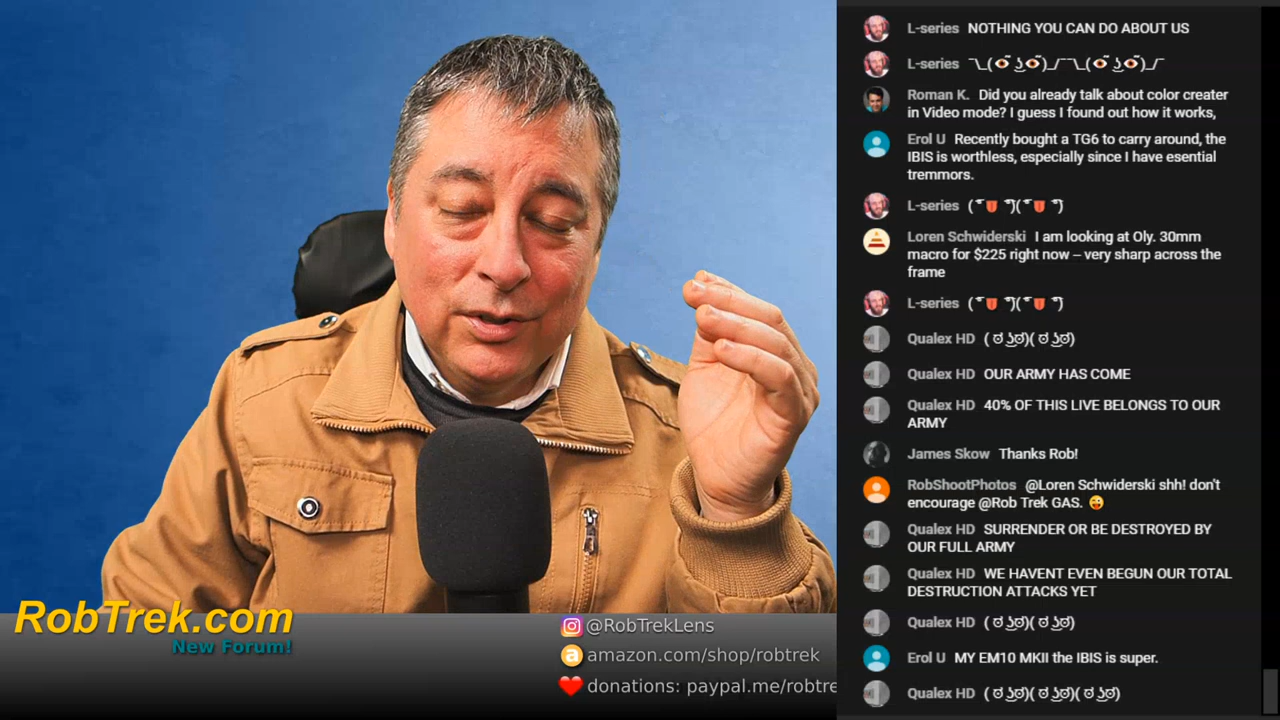 L-series NOTHING YOU CAN DO ABOUT US
L-series
Roman K. Did you already talk about color creater
in Video mode? I guess I found out how it works,
Erol U Recently bought a TG6 to carry around, the
IBIS is worthless, especially since I have esential
tremmors.
L-series
Loren Schwiderski I am looking at Oly. 30mm
macro for $225 right now – very sharp across the
frame
L-series
Qualex HD ( ಠ ͜ʖಠ)( ಠ ͜ʖಠ)
Qualex HD OUR ARMY HAS COME
Qualex HD 40% OF THIS LIVE BELONGS TO OUR
ARMY
James Skow Thanks Rob!
RobShootPhotos @Loren Schwiderski shh! don't
encourage @Rob Trek GAS. 😜
Qualex HD SURRENDER OR BE DESTROYED BY
OUR FULL ARMY
Qualex HD WE HAVENT EVEN BEGUN OUR TOTAL
DESTRUCTION ATTACKS YET
Qualex HD ( ಠ ͜ʖಠ)( ಠ ͜ʖಠ)
Erol U MY EM10 MKII the IBIS is super.
Qualex HD ( ಠ ͜ʖಠ)( ಠ ͜ʖಠ)( ಠ ͜ʖಠ)
RobTrek.com
New Forum!
@RobTrekLens
amazon.com/shop/robtrek
donations: paypal.me/robtre